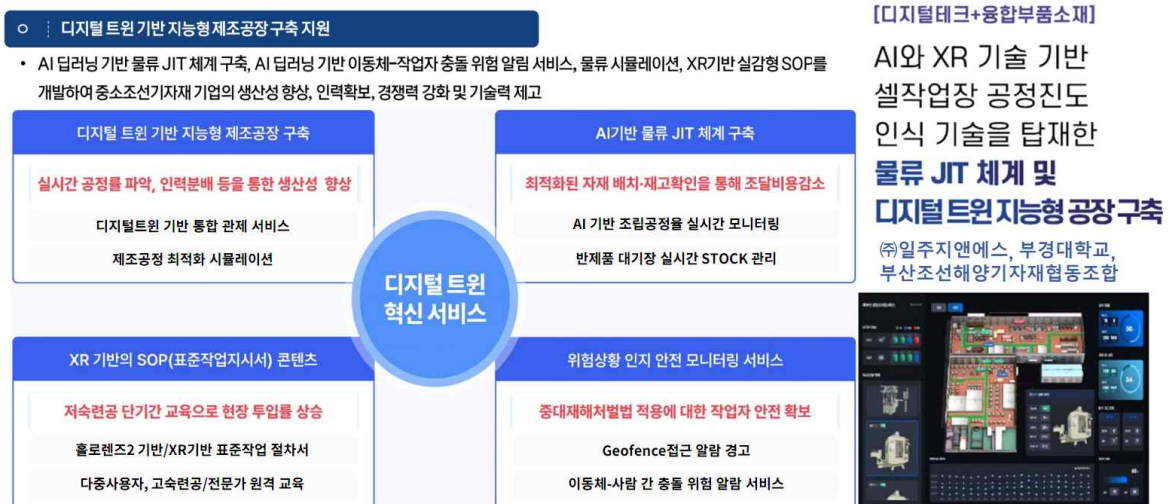 디지털 트윈 기반 지능형 제조공장 구축 지원
• AI 딥러닝 기반 물류 JIT 체계 구축, AI 딥러닝 기반 이동체-작업자 충돌 위험 알림 서비스, 물류 시뮬레이션, XR기반 실감형 SOP를
개발하여 중소조선기자재 기업의 생산성 향상, 인력확보, 경쟁력 강화 및 기술력 제고
디지털 트윈 기반 지능형 제조공장 구축
실시간 공정률 파악, 인력분배 등을 통한 생산성 향상
디지털트윈 기반 통합 관제 서비스
제조공정 최적화 시뮬레이션
AI기반 물류 JIT 체계 구축
최적화된 자재 배치·재고확인을 통해 조달비용감소
AI 기반 조립공정율 실시간 모니터링
반제품 대기장 실시간 STOCK 관리
디지털 트윈
혁신 서비스
XR 기반의 SOP(표준작업지시서) 콘텐츠
저숙련공 단기간 교육으로 현장 투입률 상승
홀로렌즈2 기반/XR기반 표준작업 절차서
다중사용자, 고숙련공/전문가 원격 교육
위험상황 인지 안전 모니터링 서비스
중대재해처벌법 적용에 대한 작업자 안전 확보
Geofence접근 알람 경고
이동체-사람 간 충돌 위험 알람 서비스
[디지털테크+융합부품소재]
AI와 XR 기술 기반
셀작업장 공정진도
인식 기술을 탑재한
물류 JIT 체계 및
디지털 트윈 지능형 공장 구축
㈜일주지앤에스, 부경대학교,
부산조선해양기자재협동조합